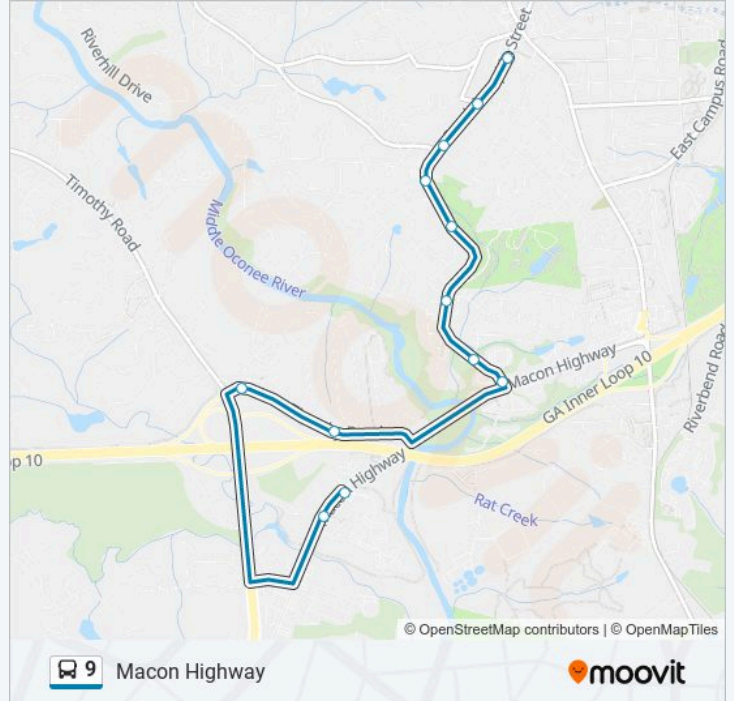 Street
Riverhill Drive
East Campus Road
Timothy Road
Middle Oconee River
Macon Highway
GA Inner Loop 10
Riverbend Road
op 10
Highway
Rat Creek
© OpenStreetMap contributors | © OpenMapTiles
9 Macon Highway
moovit